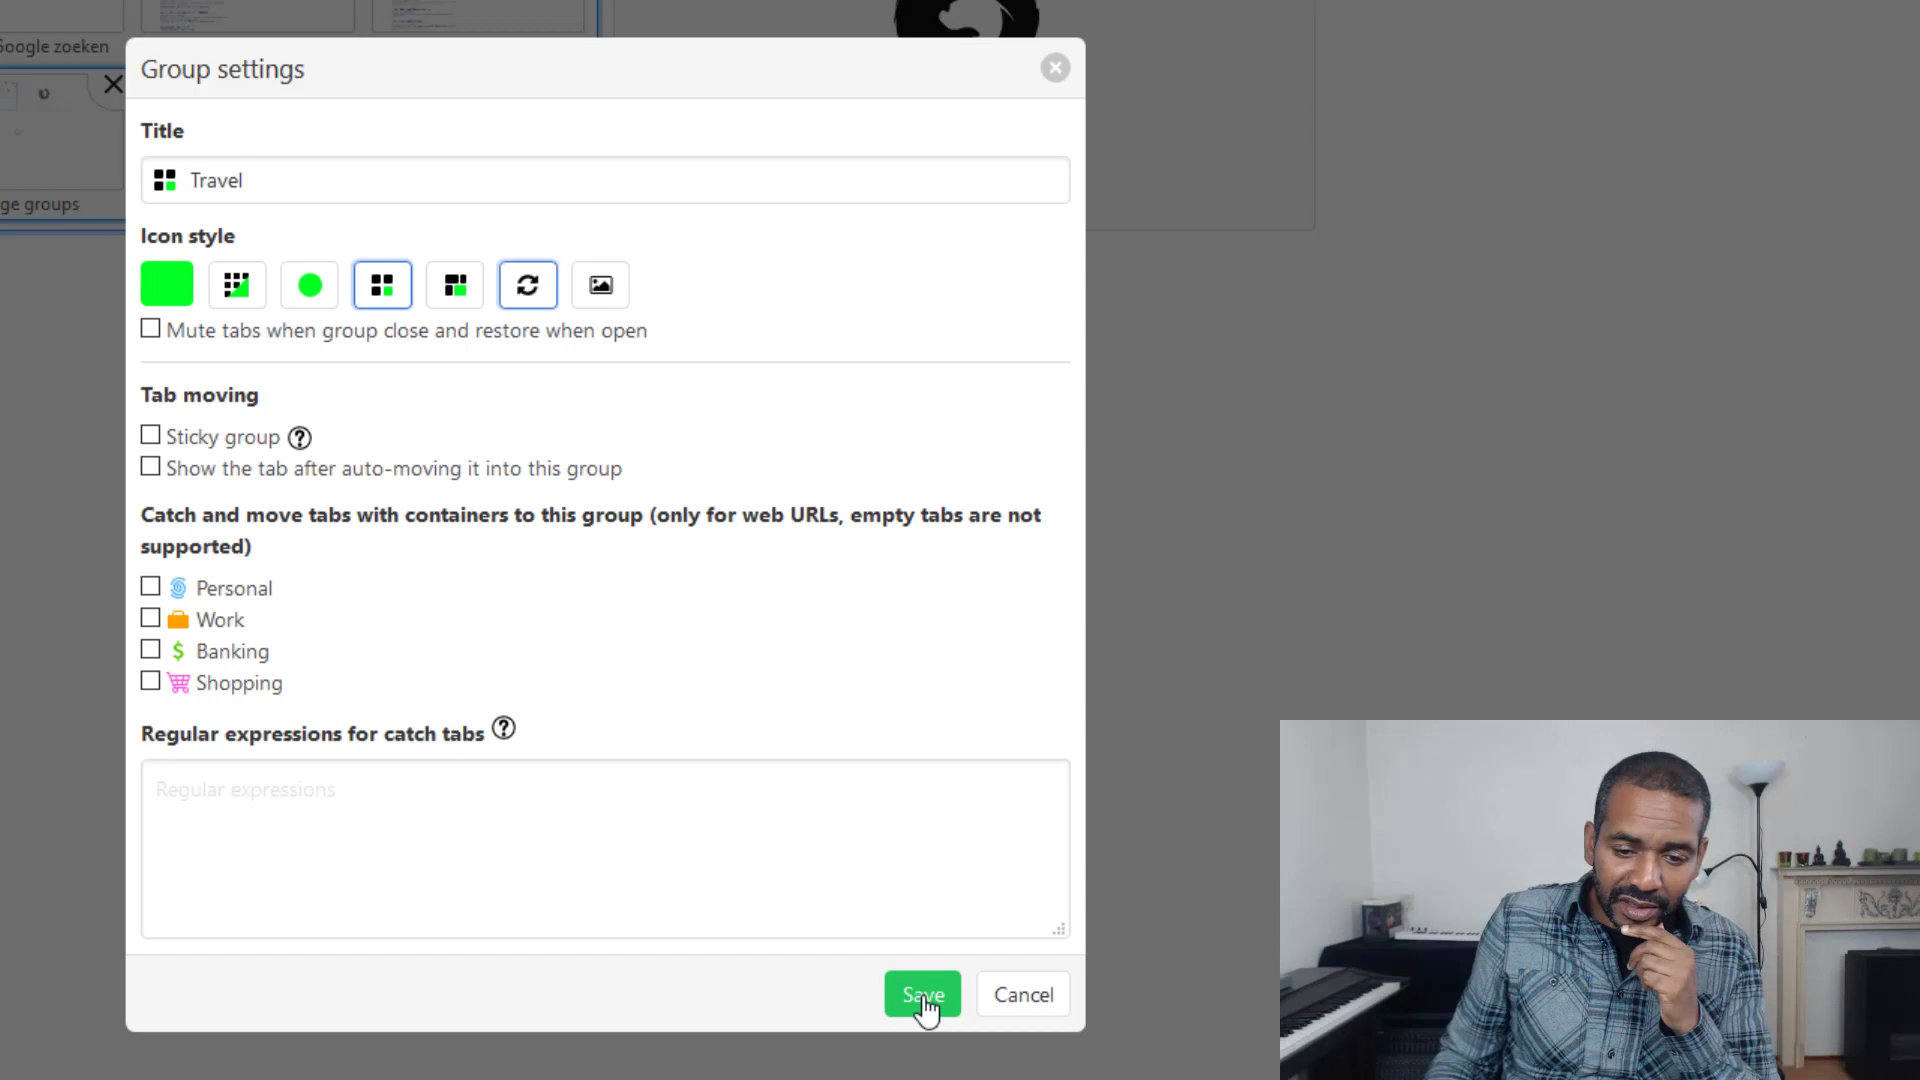 Google zoeken
ge groups
Group settings
Title
Travel
Icon style
Mute tabs when group close and restore when open
Tab moving
Sticky group ?
Show the tab after auto-moving it into this group
Catch and move tabs with containers to this group (only for web URLs, empty tabs are not
supported)
Personal
Work
$ Banking
Shopping
Regular expressions for catch tabs ?
Regular expressions
Save
Cancel